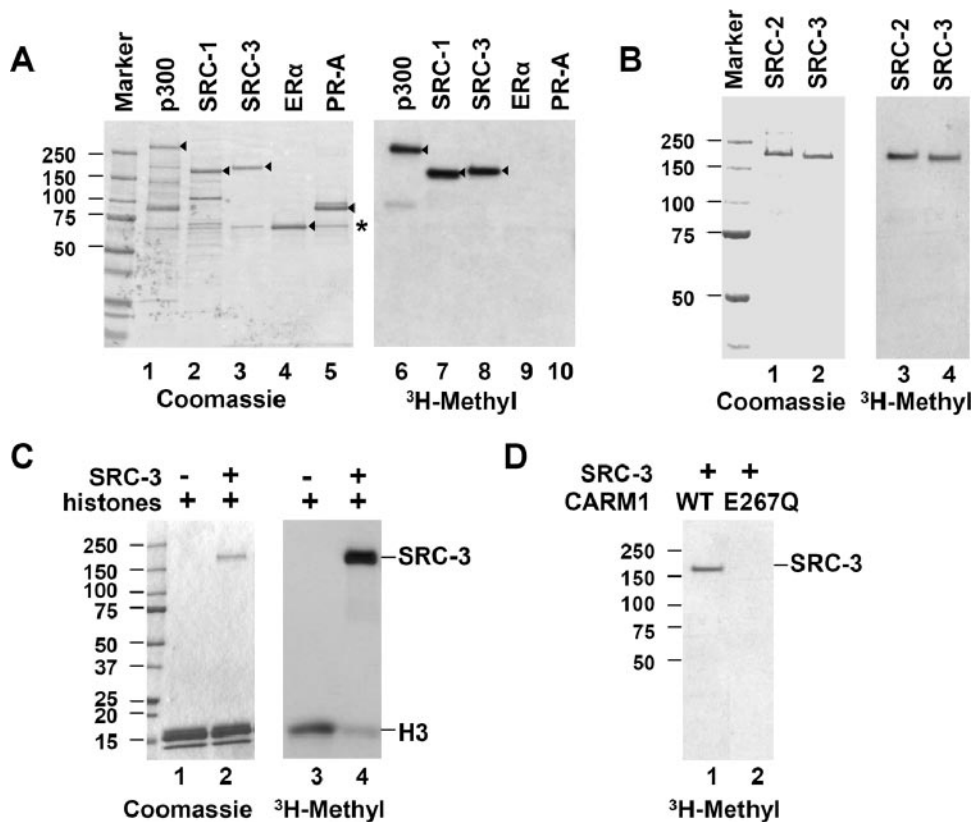 A
Marker
p300
SRC-1
SRC-3
ERα
PR-A
p300
SRC-1
SRC-3
ERα
PR-A
250
150
100
75
50
*
1 2 3 4 5
Coomassie
6 7 8 9 10
³H-Methyl
B
Marker
SRC-2
SRC-3
SRC-2
SRC-3
250
150
100
75
50
1 2
Coomassie
3 4
³H-Methyl
C
SRC-3 - + - +
histones + + + +
250
150
100
75
50
37
25
20
15
SRC-3
H3
1 2
Coomassie
3 4
³H-Methyl
D
SRC-3 + +
CARM1 WT E267Q
250
150
100
75
50
SRC-3
1 2
³H-Methyl